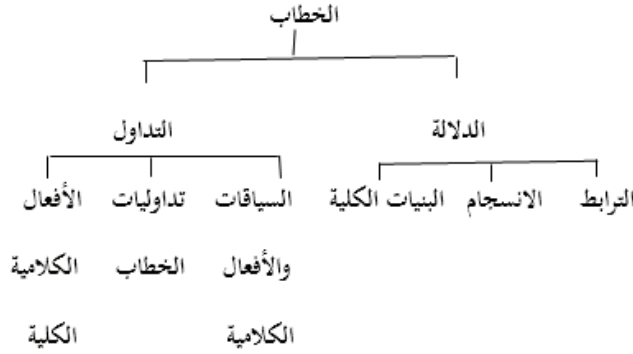 الخطاب
الدلالة التداول
الترابط الانسجام البنيات الكلية السياقات تداوليات الأفعال
والأفعال الخطاب الكلامية
الكلامية الكلية